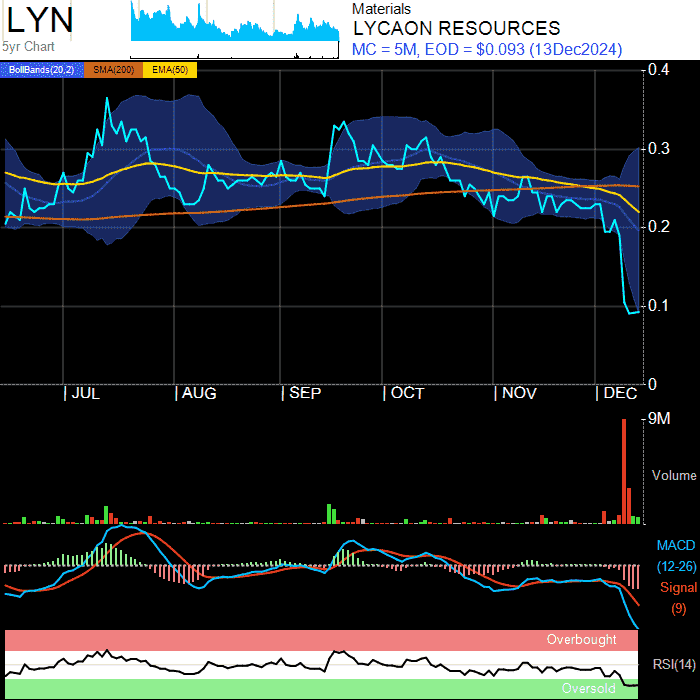 LYN
5yr Chart
Materials
LYCAON RESOURCES
MC = 5M, EOD = $0.093 (13Dec2024)
BollBands(20,2) SMA(200) EMA(50)
0.4
0.3
0.2
0.1
0
JUL AUG SEP OCT NOV DEC
9M
Volume
MACD
(12-26)
Signal
(9)
Overbought
RSI(14)
Oversold